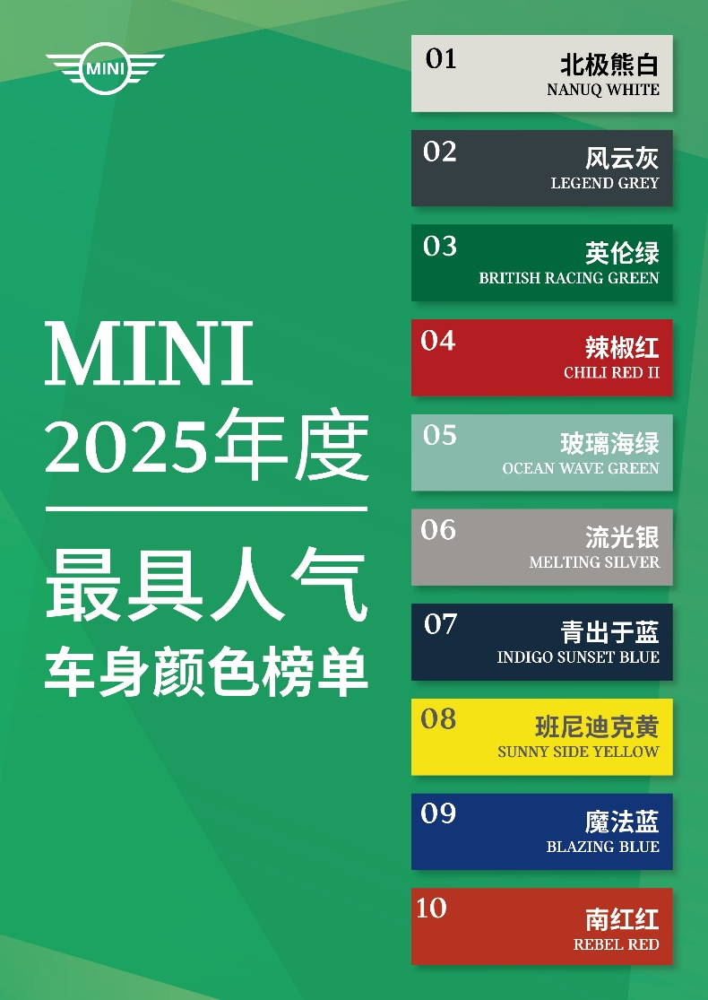 MINI
MINI
2025年度
最具人气
车身颜色榜单
01
北极熊白
NANUQ WHITE
02
风云灰
LEGEND GREY
03
英伦绿
BRITISH RACING GREEN
04
辣椒红
CHILI RED II
05
玻璃海绿
OCEAN WAVE GREEN
06
流光银
MELTING SILVER
07
青出于蓝
INDIGO SUNSET BLUE
08
班尼迪克黄
SUNNY SIDE YELLOW
09
魔法蓝
BLAZING BLUE
10
南红红
REBEL RED